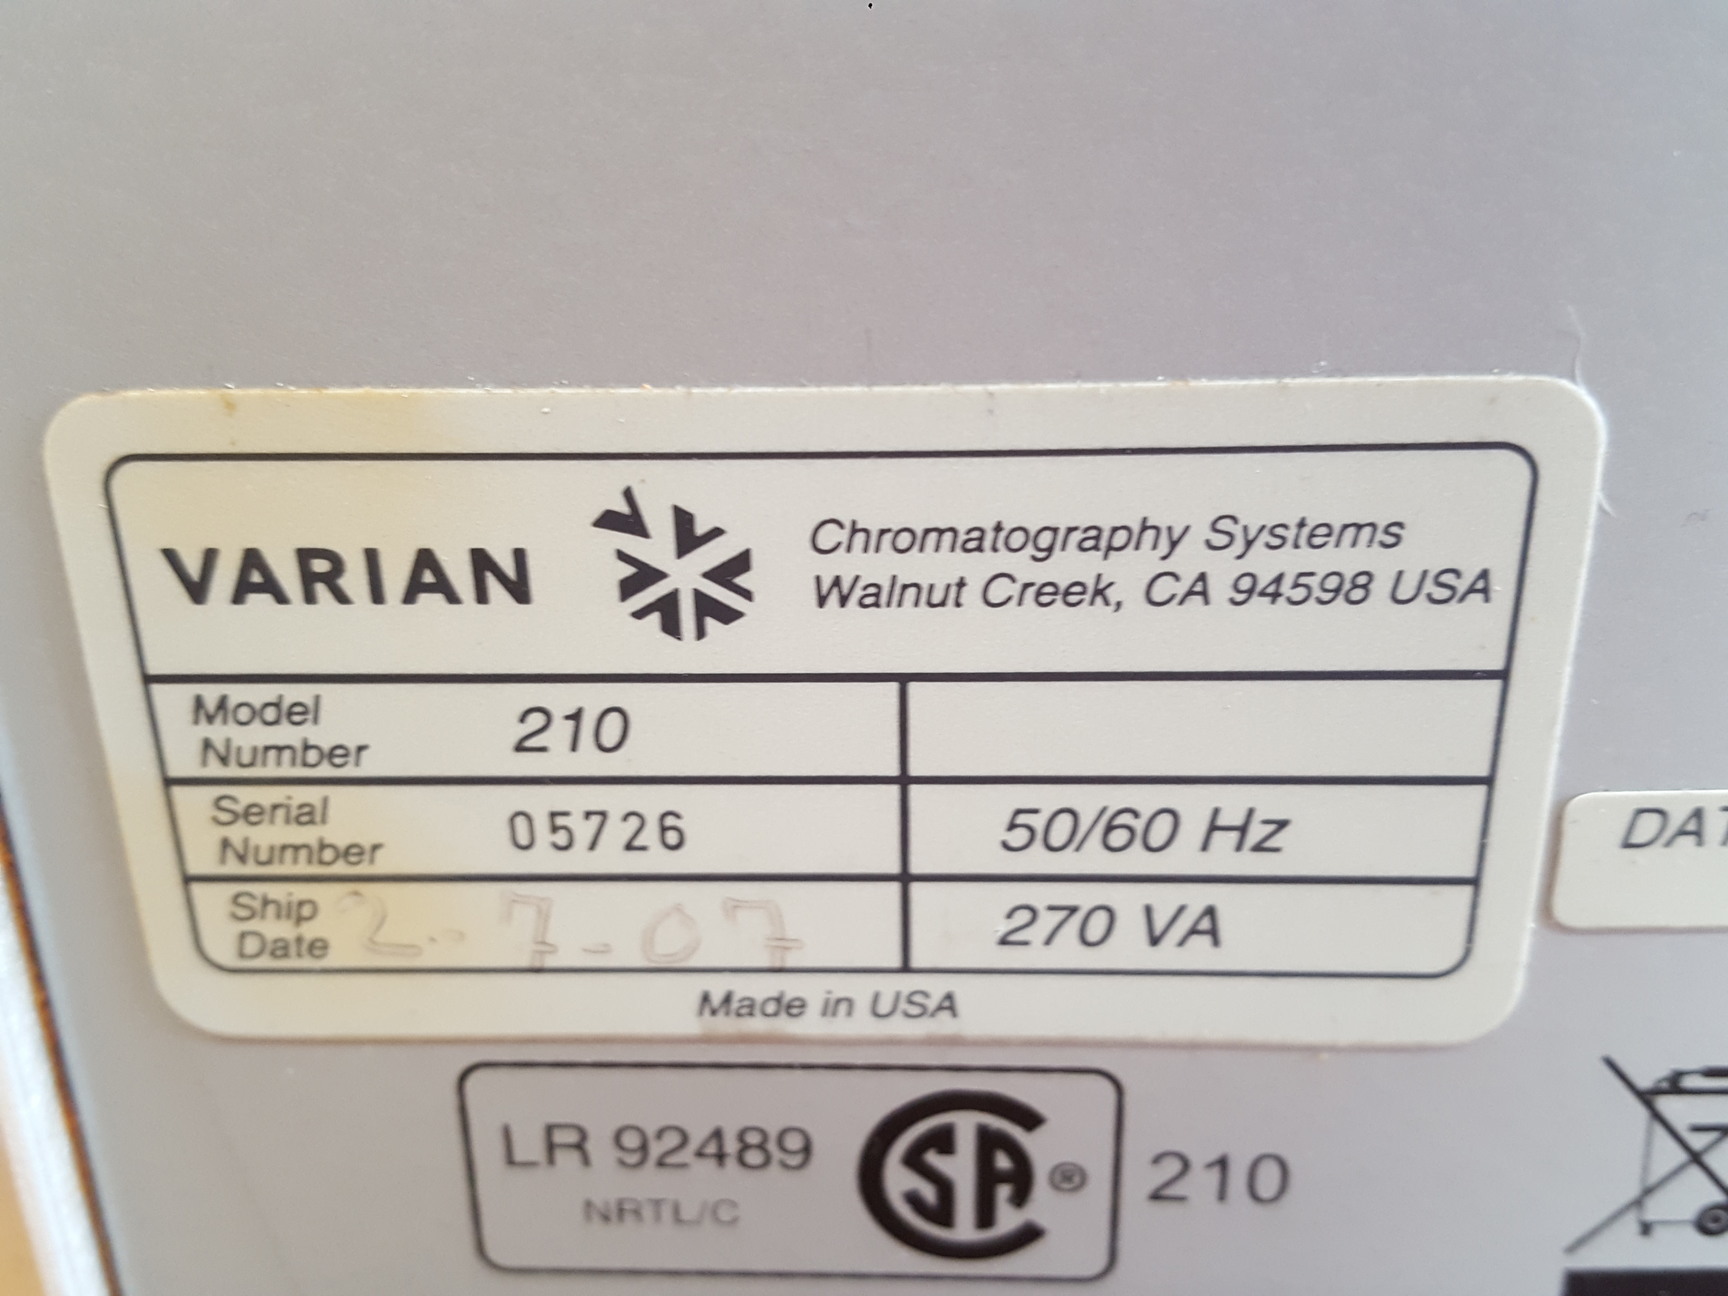 VARIAN
Chromatography Systems
Walnut Creek, CA 94598 USA
Model
Number
210
Serial
Number
05726
50/60 Hz
Ship
Date
2-7-07
270 VA
Made in USA
LR 92489
NRTL/C
CSA®
210